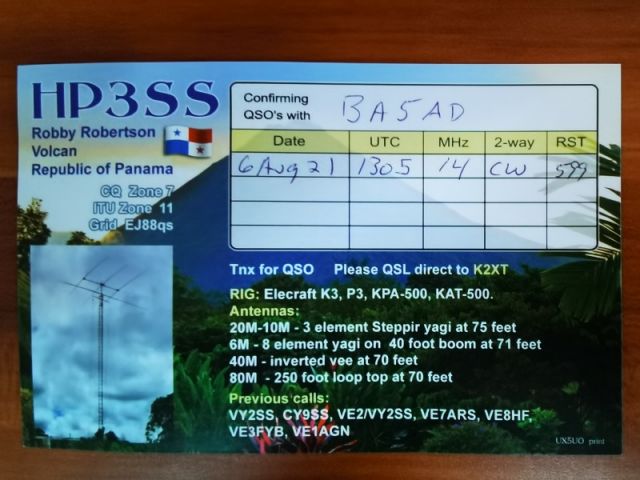 HP3SS
Robby Robertson
Volcan
Republic of Panama
CQ Zone 7
ITU Zone 11
Grid EJ88qs
Confirming
QSO's with BA5AD
Date UTC MHz 2-way RST
6 Aug 21 1305 14 CW 599
Tnx for QSO Please QSL direct to K2XT
RIG: Elecraft K3, P3, KPA-500, KAT-500.
Antennas:
20M-10M - 3 element Steppir yagi at 75 feet
6M - 8 element yagi on 40 foot boom at 71 feet
40M - inverted vee at 70 feet
80M - 250 foot loop top at 70 feet
Previous calls:
VY2SS, CY9SS, VE2/VY2SS, VE7ARS, VE8HF,
VE3FYB, VE1AGN
UX5UO print